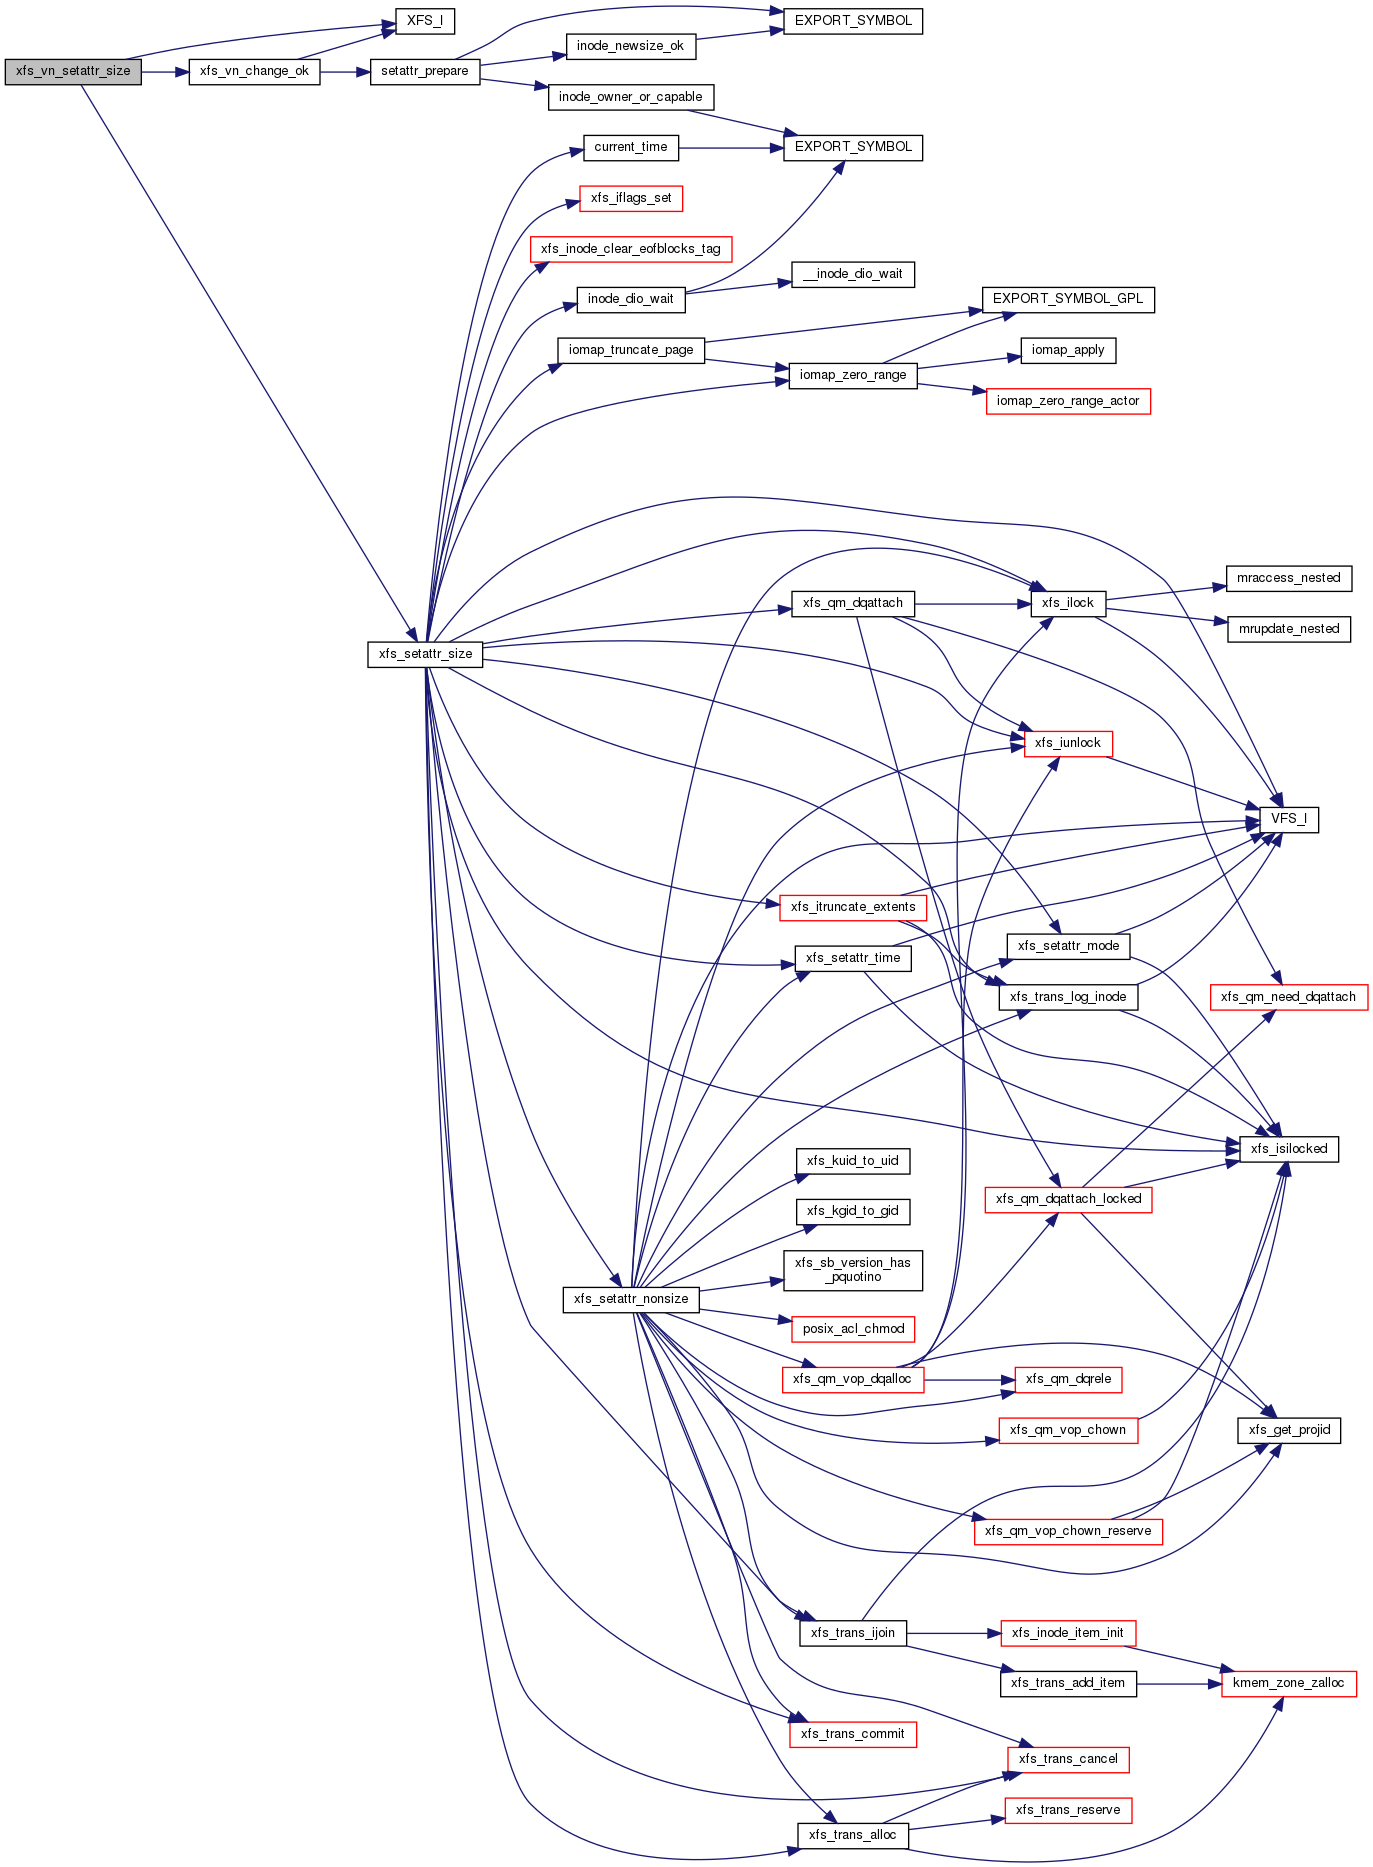 XFS_I
EXPORT_SYMBOL
inode_newsize_ok
xfs_vn_setattr_size
xfs_vn_change_ok
setattr_prepare
inode_owner_or_capable
current_time
EXPORT_SYMBOL
xfs_iflags_set
xfs_inode_clear_eofblocks_tag
__inode_dio_wait
inode_dio_wait
EXPORT_SYMBOL_GPL
iomap_truncate_page
iomap_apply
iomap_zero_range
iomap_zero_range_actor
mraccess_nested
xfs_qm_dqattach
xfs_ilock
mrupdate_nested
xfs_setattr_size
xfs_iunlock
VFS_I
xfs_itruncate_extents
xfs_setattr_mode
xfs_setattr_time
xfs_trans_log_inode
xfs_qm_need_dqattach
xfs_isilocked
xfs_kuid_to_uid
xfs_qm_dqattach_locked
xfs_kgid_to_gid
xfs_sb_version_has
_pquotino
xfs_setattr_nonsize
posix_acl_chmod
xfs_qm_vop_dqalloc
xfs_qm_dqrele
xfs_qm_vop_chown
xfs_get_projid
xfs_qm_vop_chown_reserve
xfs_trans_ijoin
xfs_inode_item_init
xfs_trans_add_item
kmem_zone_zalloc
xfs_trans_commit
xfs_trans_cancel
xfs_trans_reserve
xfs_trans_alloc